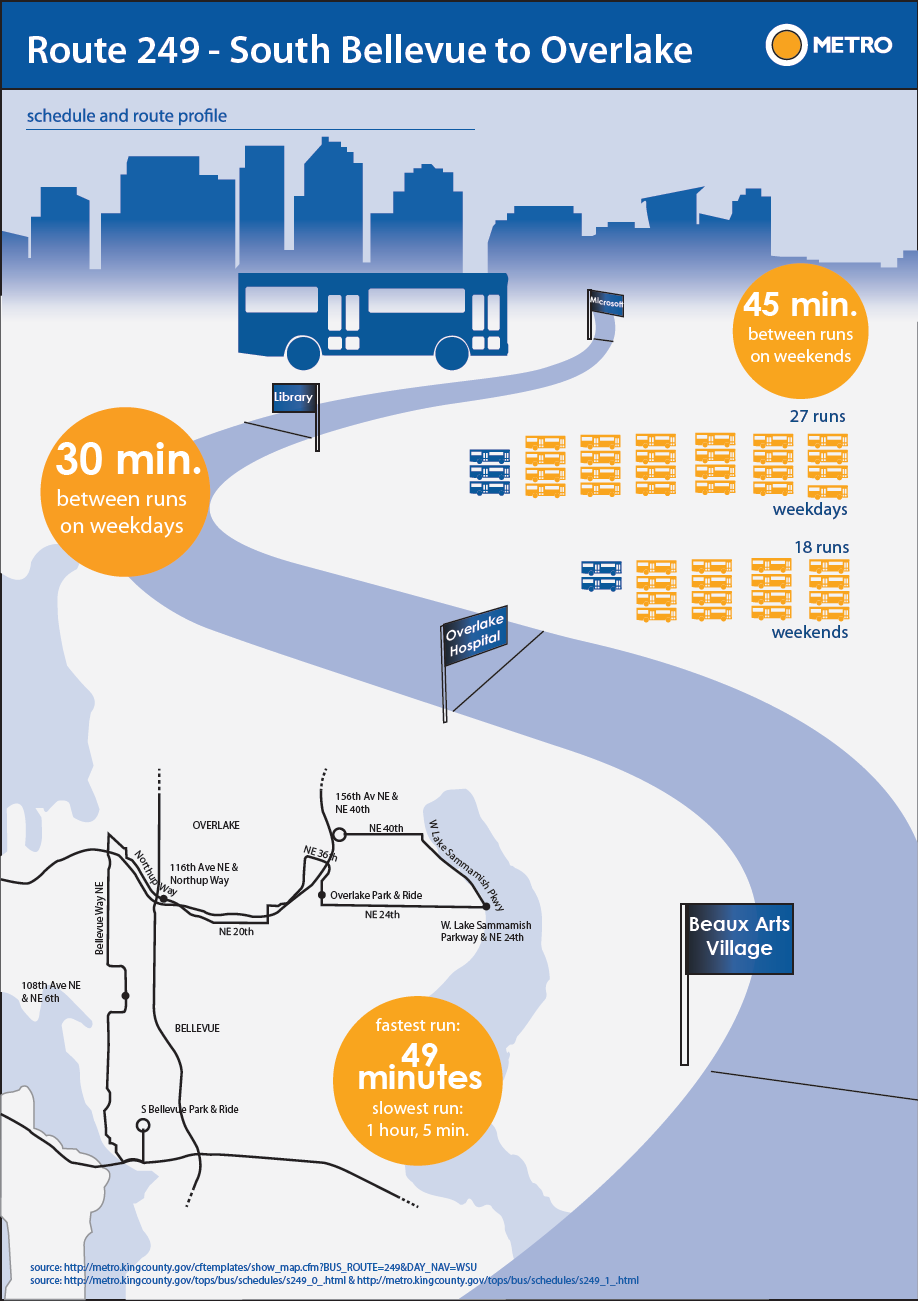 Route 249 - South Bellevue to Overlake
METRO
schedule and route profile
Microsoft
45 min.
between runs
on weekends
Library
27 runs
30 min.
between runs
on weekdays
weekdays
18 runs
Overlake
Hospital
weekends
156th Av NE &
NE 40th
OVERLAKE
NE 40th
W Lake Sammamish Pkwy
NE 36th
Northup Way
116th Ave NE &
Northup Way
Bellevue Way NE
Overlake Park & Ride
NE 24th
NE 20th
W. Lake Sammamish
Parkway & NE 24th
Beaux Arts
Village
108th Ave NE
& NE 6th
BELLEVUE
fastest run:
49
minutes
slowest run:
1 hour, 5 min.
S Bellevue Park & Ride
source: http://metro.kingcounty.gov/cftemplates/show_map.cfm?BUS_ROUTE=249&DAY_NAV=WSU
source: http://metro.kingcounty.gov/tops/bus/schedules/s249_0_.html & http://metro.kingcounty.gov/tops/bus/schedules/s249_1_.html